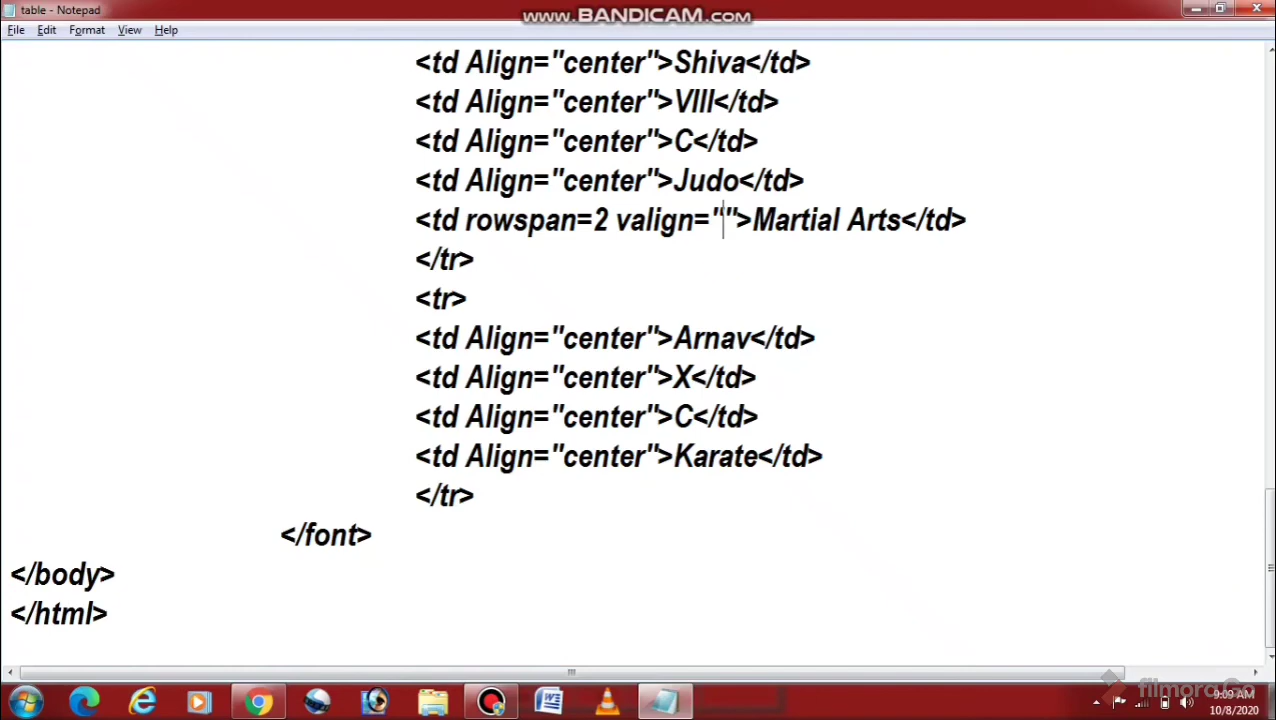 table - Notepad
www.BANDICAM.com
File Edit Format View Help
<td Align="center">Shiva</td>
<td Align="center">VIII</td>
<td Align="center">C</td>
<td Align="center">Judo</td>
<td rowspan=2 valign="">Martial Arts</td>
</tr>
<tr>
<td Align="center">Arnav</td>
<td Align="center">X</td>
<td Align="center">C</td>
<td Align="center">Karate</td>
</tr>
</font>
</body>
</html>
9:09 AM
10/8/2020